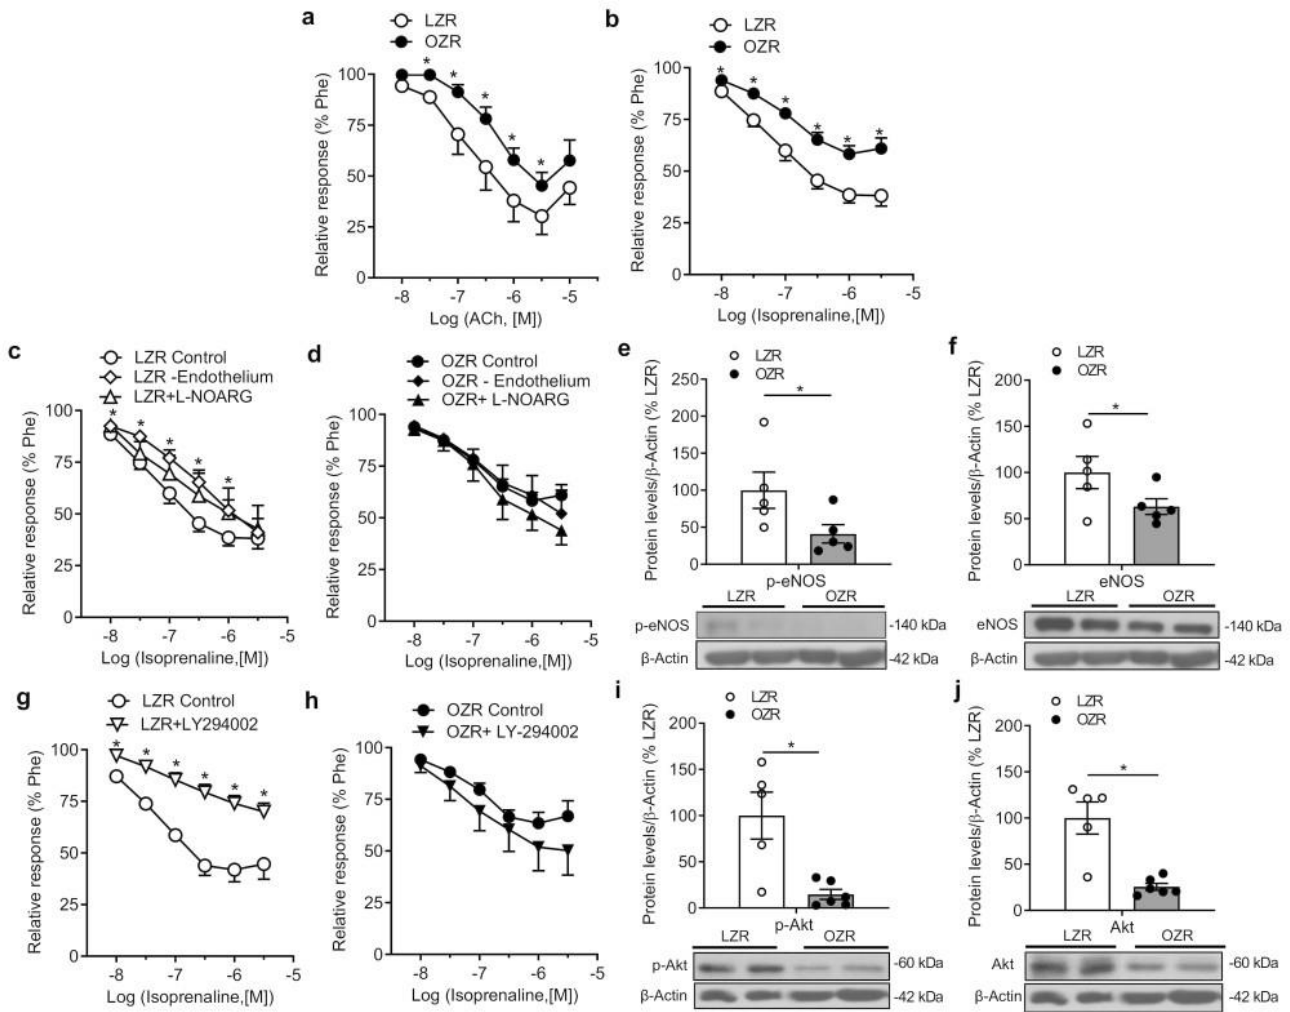 a
LZR
OZR
Relative response (% Phe)
100
75
50
25
0
* * * * *
-8 -7 -6 -5
Log (ACh, [M])
b
LZR
OZR
Relative response (% Phe)
100
75
50
25
0
* * * * * *
-8 -7 -6 -5
Log (Isoprenaline,[M])
c
LZR Control
LZR -Endothelium
LZR+L-NOARG
Relative response (% Phe)
100
75
50
25
0
* * * * *
-8 -7 -6 -5
Log (Isoprenaline,[M])
d
OZR Control
OZR - Endothelium
OZR+ L-NOARG
Relative response (% Phe)
100
75
50
25
0
-8 -7 -6 -5
Log (Isoprenaline,[M])
e
LZR
OZR
Protein levels/β-Actin (% LZR)
250
200
150
100
50
0
*
p-eNOS
LZR OZR
p-eNOS -140 kDa
β-Actin -42 kDa
f
LZR
OZR
Protein levels/β-Actin (% LZR)
200
150
100
50
0
*
eNOS
LZR OZR
eNOS -140 kDa
β-Actin -42 kDa
g
LZR Control
LZR+LY294002
Relative response (% Phe)
100
75
50
25
0
* * * * * *
-8 -7 -6 -5
Log (Isoprenaline,[M])
h
OZR Control
OZR+ LY-294002
Relative response (% Phe)
100
75
50
25
0
-8 -7 -6 -5
Log (Isoprenaline,[M])
i
LZR
OZR
Protein levels/β-Actin (% LZR)
200
150
100
50
0
*
p-Akt
LZR OZR
p-Akt -60 kDa
β-Actin -42 kDa
j
LZR
OZR
Protein levels/β-Actin (% LZR)
200
150
100
50
0
*
Akt
LZR OZR
Akt -60 kDa
β-Actin -42 kDa